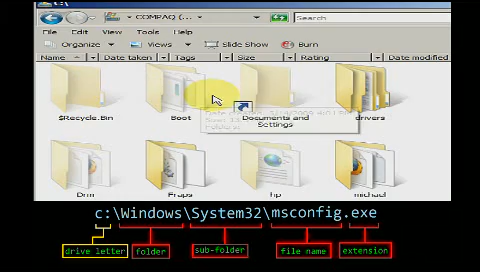 c:\
COMPAQ (...
Search
File Edit View Tools Help
Organize Views Slide Show Burn
Name Date taken Tags Size Rating Date modified
$Recycle.Bin Boot Documents and Settings drivers
Drm Fraps hp michael
c:\Windows\System32\msconfig.exe
drive letter folder sub-folder file name extension